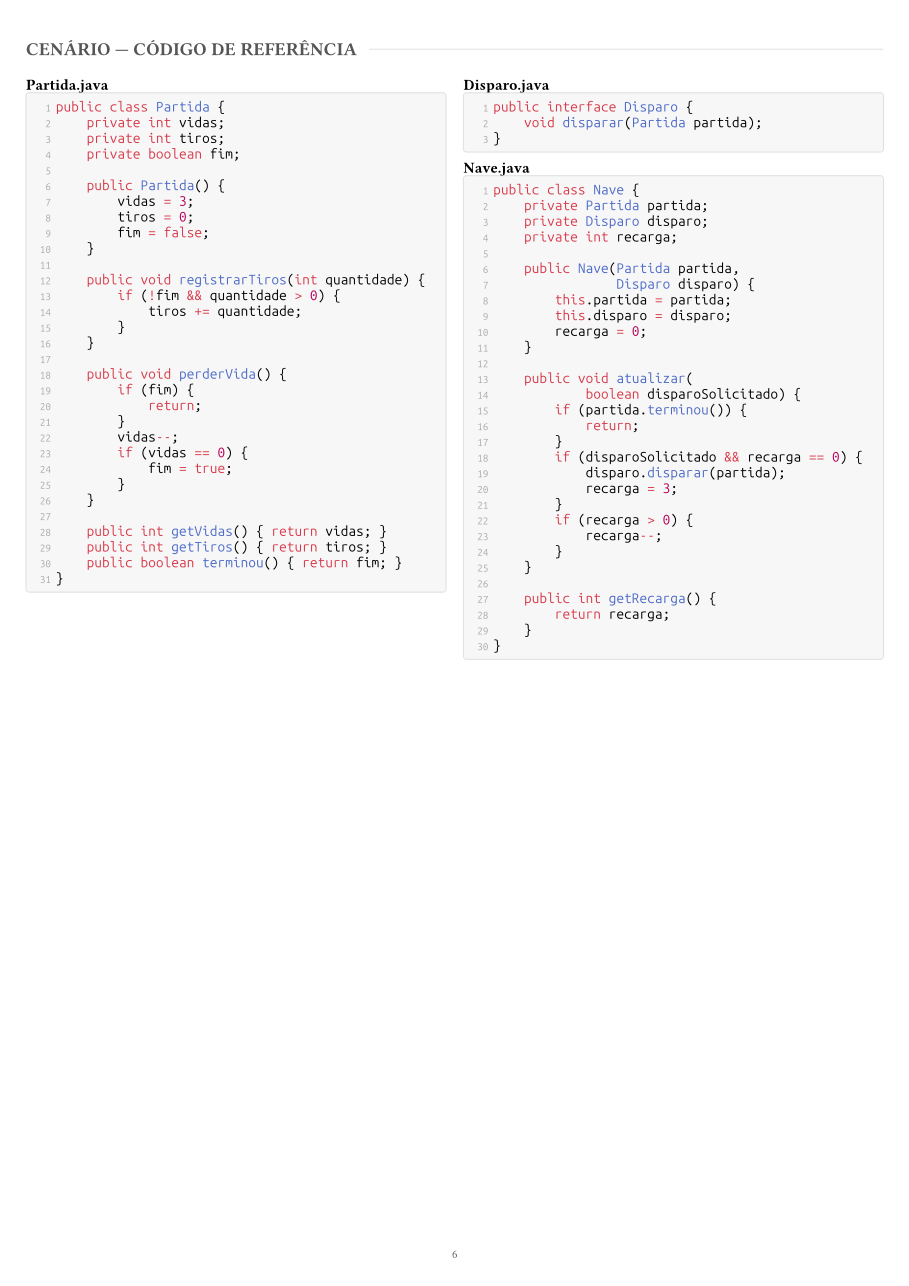 CENÁRIO — CÓDIGO DE REFERÊNCIA
Partida.java
1 public class Partida {
2     private int vidas;
3     private int tiros;
4     private boolean fim;
5
6     public Partida() {
7         vidas = 3;
8         tiros = 0;
9         fim = false;
10     }
11
12     public void registrarTiros(int quantidade) {
13         if (!fim && quantidade > 0) {
14             tiros += quantidade;
15         }
16     }
17
18     public void perderVida() {
19         if (fim) {
20             return;
21         }
22         vidas--;
23         if (vidas == 0) {
24             fim = true;
25         }
26     }
27
28     public int getVidas() { return vidas; }
29     public int getTiros() { return tiros; }
30     public boolean terminou() { return fim; }
31 }
Disparo.java
1 public interface Disparo {
2     void disparar(Partida partida);
3 }
Nave.java
1 public class Nave {
2     private Partida partida;
3     private Disparo disparo;
4     private int recarga;
5
6     public Nave(Partida partida,
7                 Disparo disparo) {
8         this.partida = partida;
9         this.disparo = disparo;
10         recarga = 0;
11     }
12
13     public void atualizar(
14             boolean disparoSolicitado) {
15         if (partida.terminou()) {
16             return;
17         }
18         if (disparoSolicitado && recarga == 0) {
19             disparo.disparar(partida);
20             recarga = 3;
21         }
22         if (recarga > 0) {
23             recarga--;
24         }
25     }
26
27     public int getRecarga() {
28         return recarga;
29     }
30 }
6